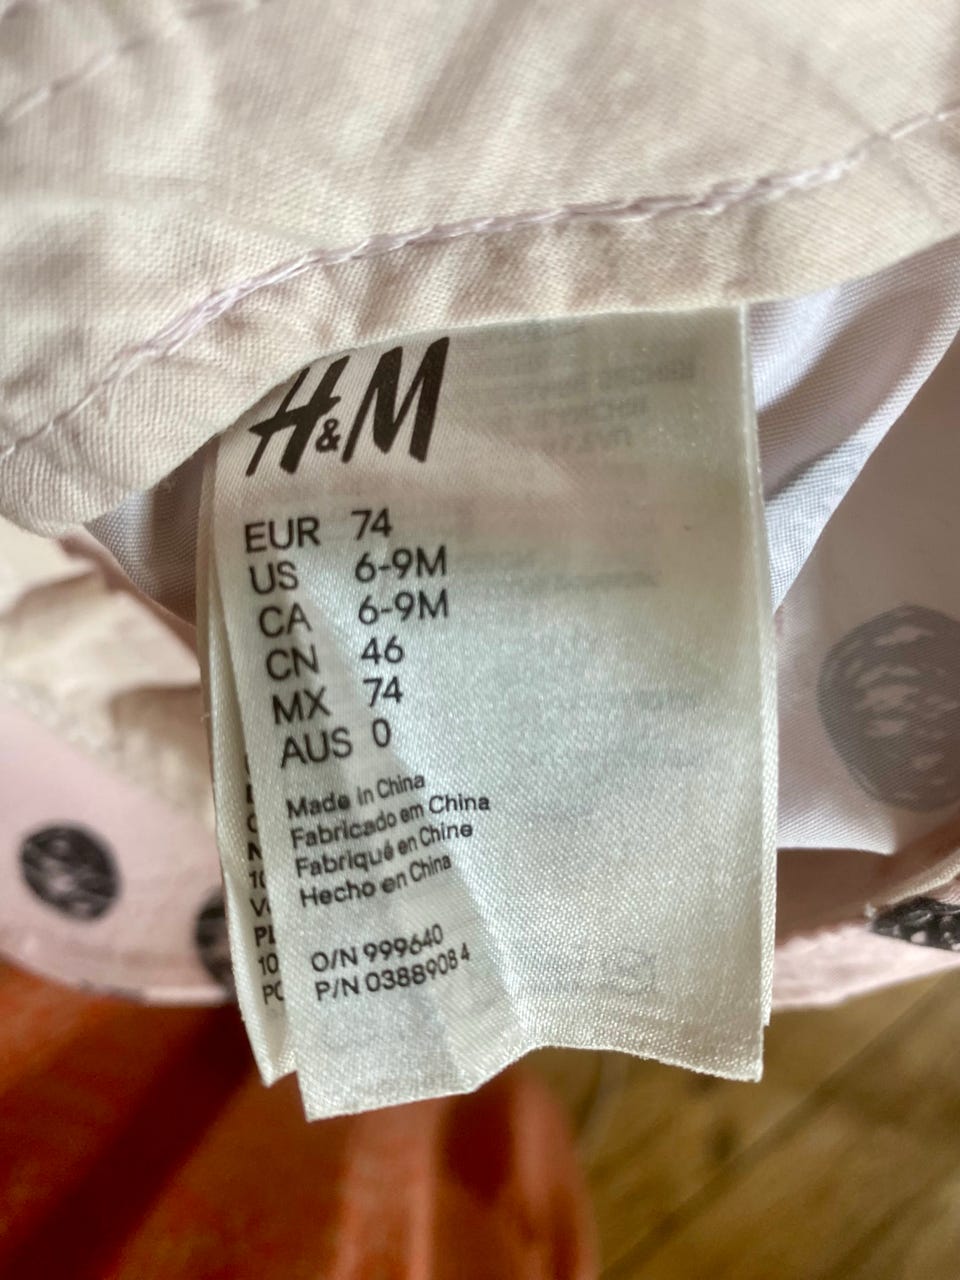 H&M
EUR 74
US 6-9M
CA 6-9M
CN 46
MX 74
AUS 0
Made in China
Fabricado em China
Fabriqué en Chine
Hecho en China
O/N 999640
P/N 03889084